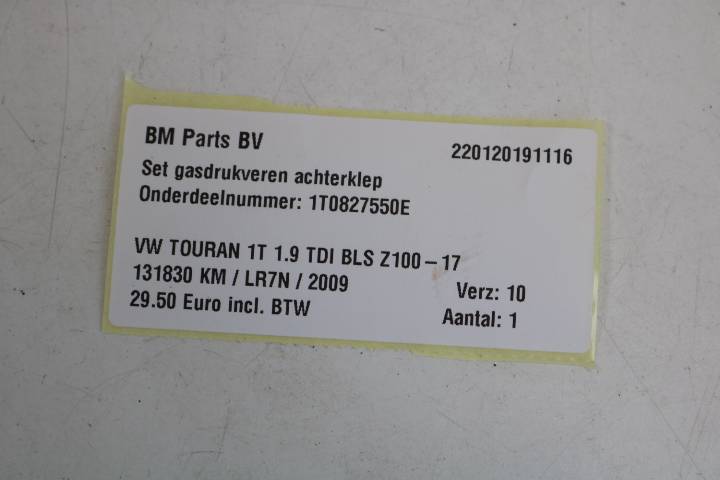 BM Parts BV 220120191116
Set gasdrukveren achterklep
Onderdeelnummer: 1T0827550E
VW TOURAN 1T 1.9 TDI BLS Z100-17
131830 KM / LR7N / 2009 Verz: 10
29.50 Euro incl. BTW Aantal: 1